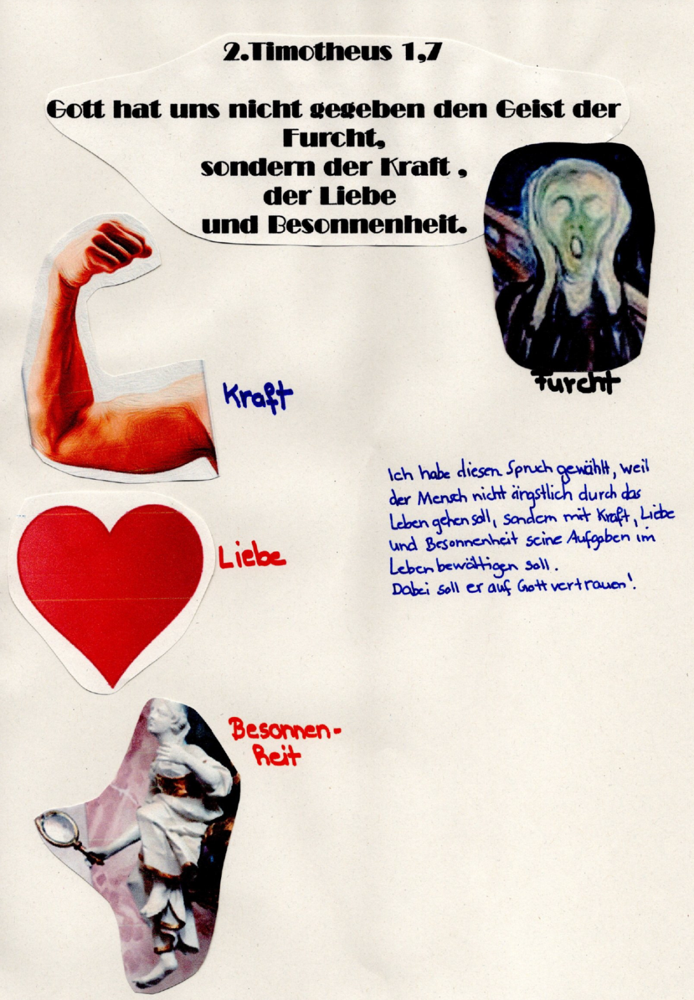 2.Timotheus 1,7
Gott hat uns nicht gegeben den Geist der
Furcht,
sondern der Kraft ,
der Liebe
und Besonnenheit.
Furcht
Kraft
Ich habe diesen Spruch gewählt, weil
der Mensch nicht ängstlich durch das
Leben gehen soll, sondern mit Kraft, Liebe
und Besonnenheit seine Aufgaben im
Leben bewältigen soll.
Dabei soll er auf Gott vertrauen!
Liebe
Besonnen-
heit